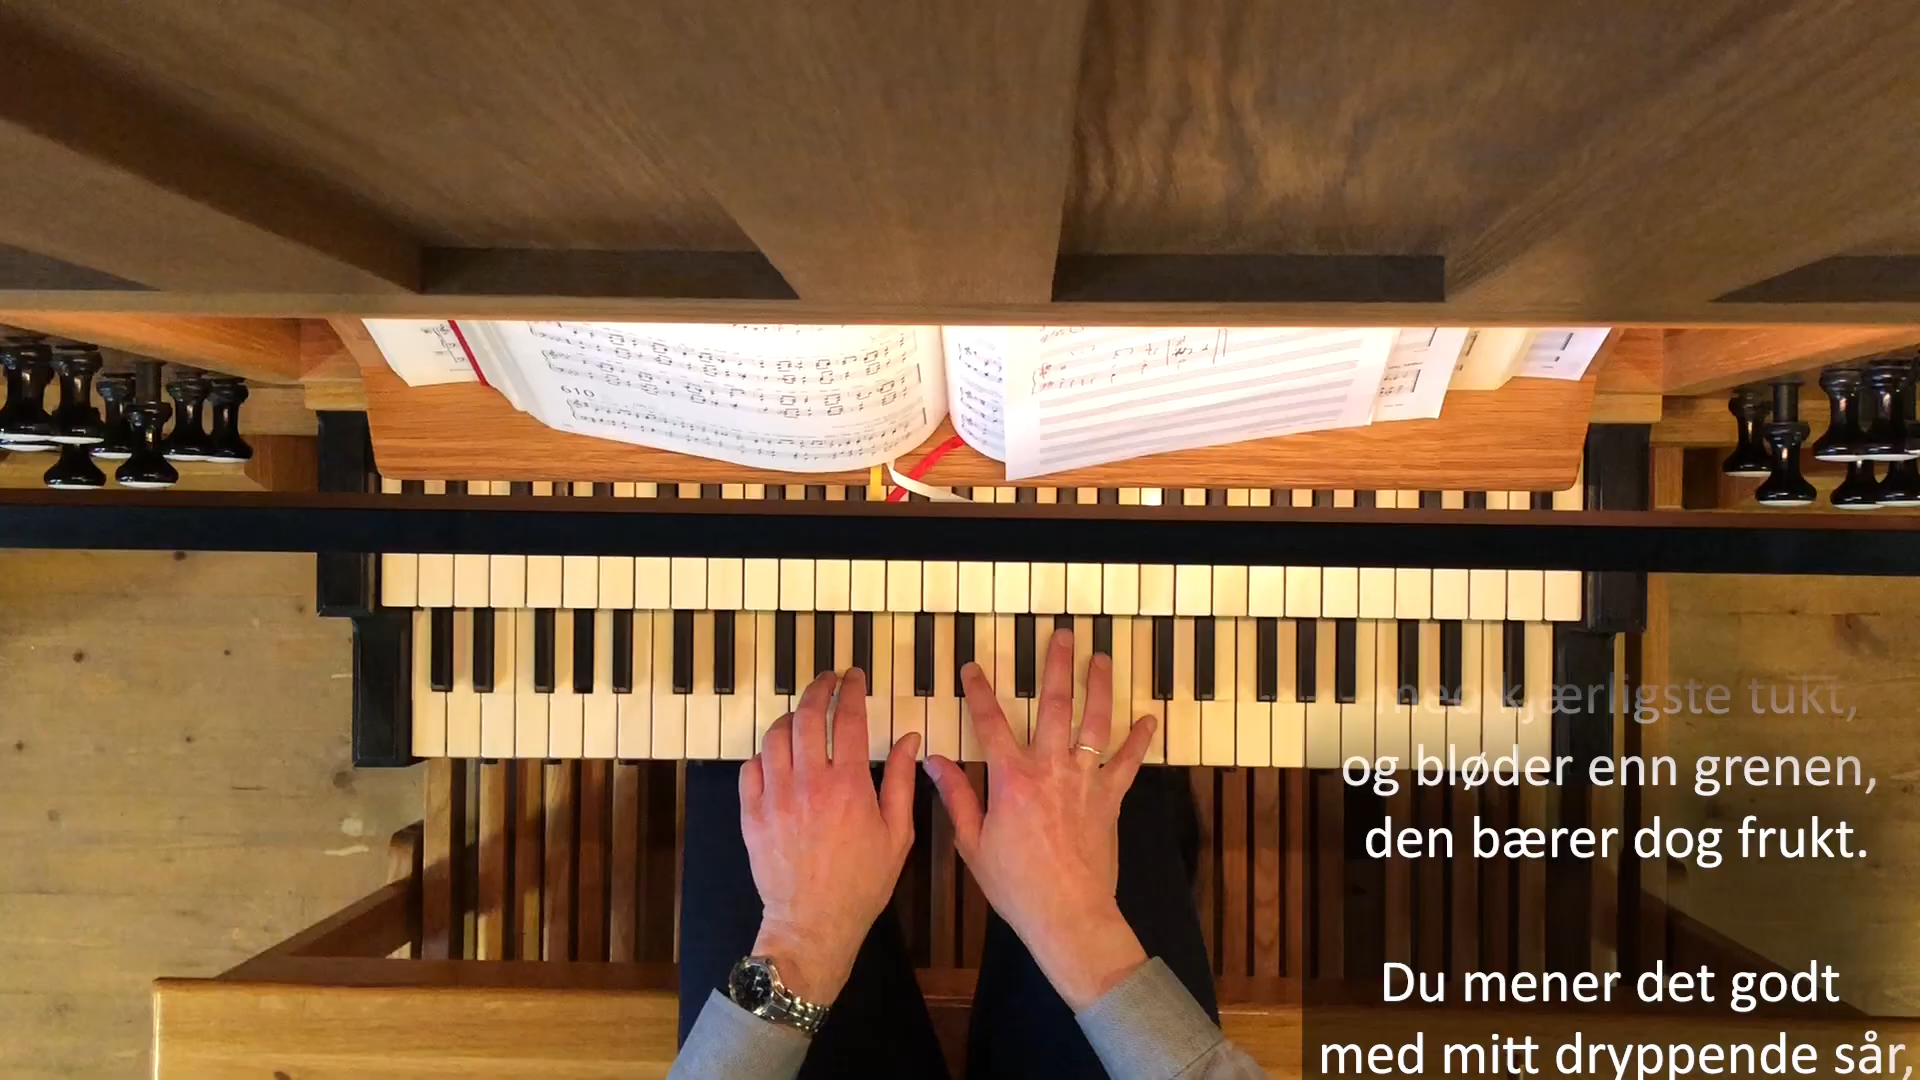 610
med kjærligste tukt,
og bløder enn grenen,
den bærer dog frukt.
Du mener det godt
med mitt dryppende sår,